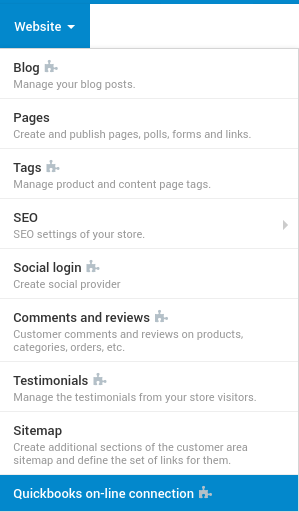 Website
Blog
Manage your blog posts.
Pages
Create and publish pages, polls, forms and links.
Tags
Manage product and content page tags.
SEO
SEO settings of your store.
Social login
Create social provider
Comments and reviews
Customer comments and reviews on products,
categories, orders, etc.
Testimonials
Manage the testimonials from your store visitors.
Sitemap
Create additional sections of the customer area
sitemap and define the set of links for them.
Quickbooks on-line connection